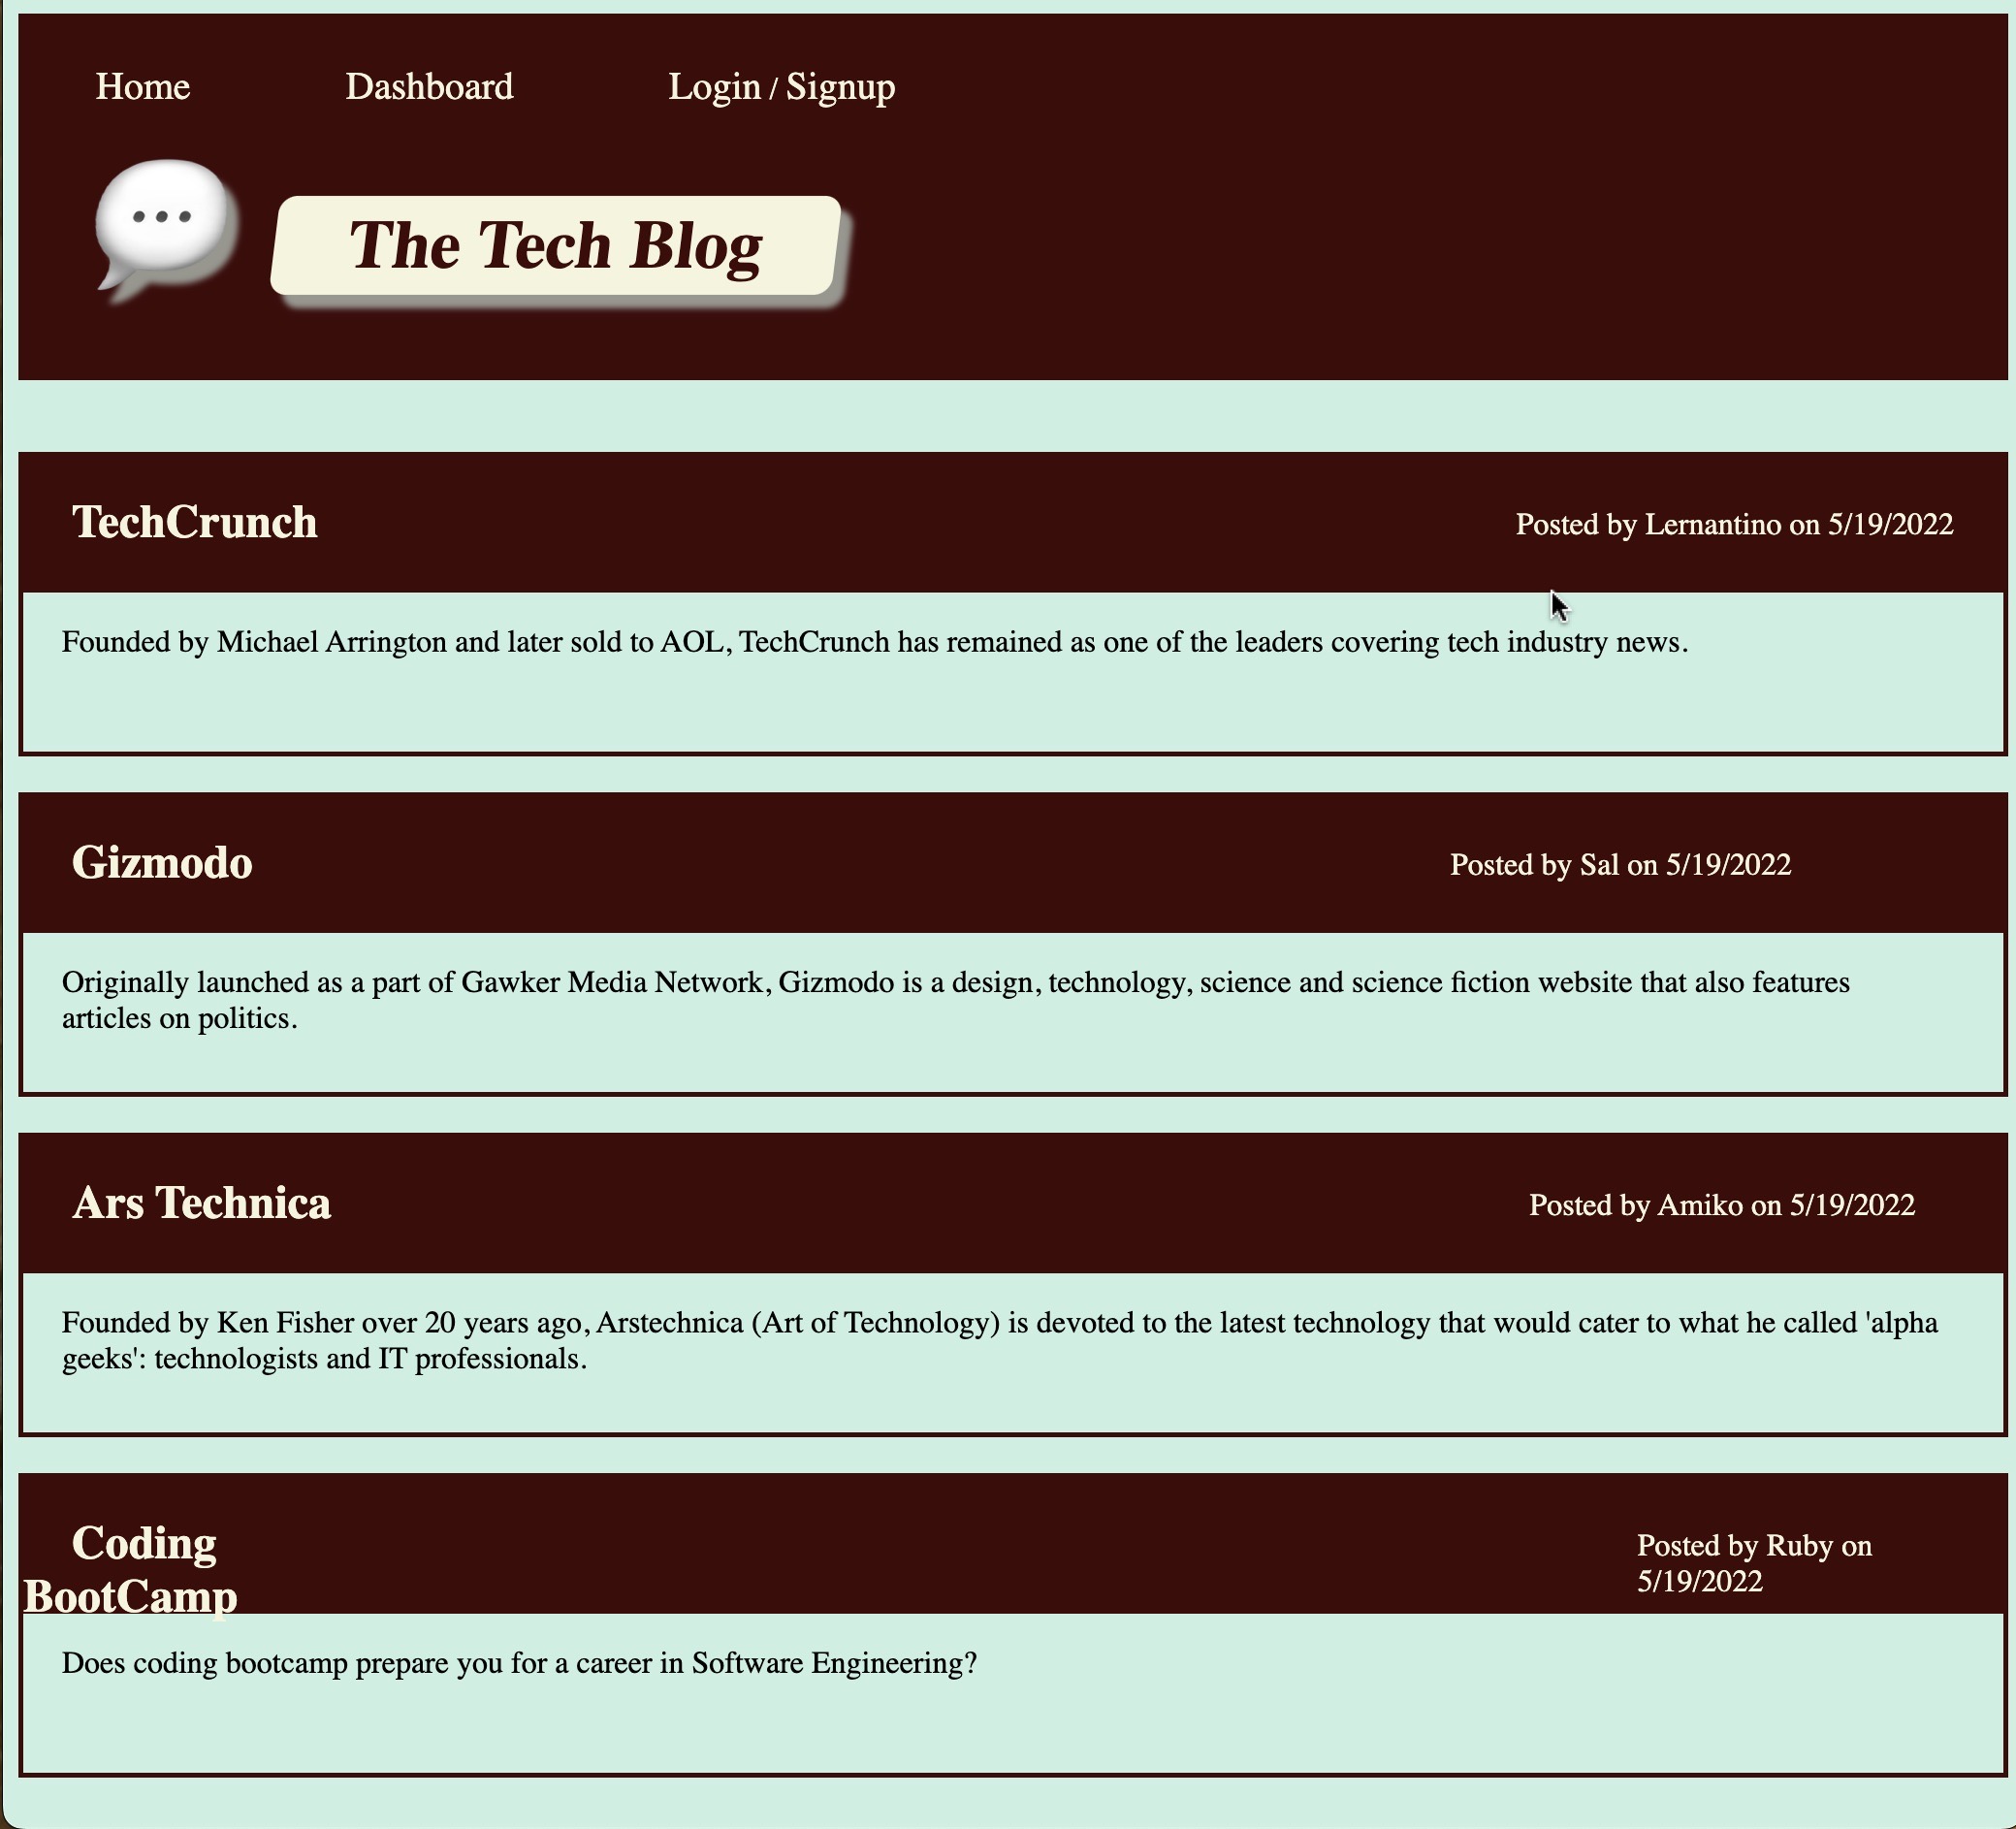 Home Dashboard Login / Signup
The Tech Blog
TechCrunch
Posted by Lernantino on 5/19/2022
Founded by Michael Arrington and later sold to AOL, TechCrunch has remained as one of the leaders covering tech industry news.
Gizmodo
Posted by Sal on 5/19/2022
Originally launched as a part of Gawker Media Network, Gizmodo is a design, technology, science and science fiction website that also features
articles on politics.
Ars Technica
Posted by Amiko on 5/19/2022
Founded by Ken Fisher over 20 years ago, Arstechnica (Art of Technology) is devoted to the latest technology that would cater to what he called 'alpha
geeks': technologists and IT professionals.
Coding
BootCamp
Posted by Ruby on
5/19/2022
Does coding bootcamp prepare you for a career in Software Engineering?